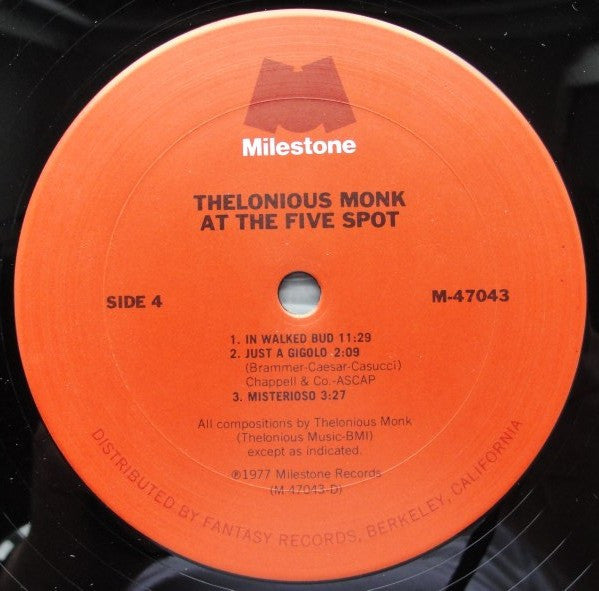 Milestone
THELONIOUS MONK
AT THE FIVE SPOT
SIDE 4
M-47043
1. IN WALKED BUD 11:29
2. JUST A GIGOLO 2:09
(Brammer-Caesar-Casucci)
Chappell & Co.-ASCAP
3. MISTERIOSO 3:27
All compositions by Thelonious Monk
(Thelonious Music-BMI)
except as indicated.
℗1977 Milestone Records
(M-47043-D)
DISTRIBUTED BY FANTASY RECORDS, BERKELEY, CALIFORNIA